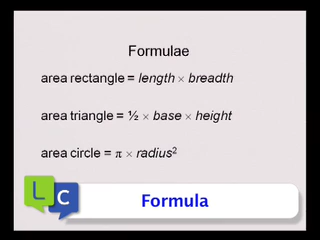 Formulae
area rectangle = length × breadth
area triangle = ½ × base × height
area circle = π × radius²
L C
Formula